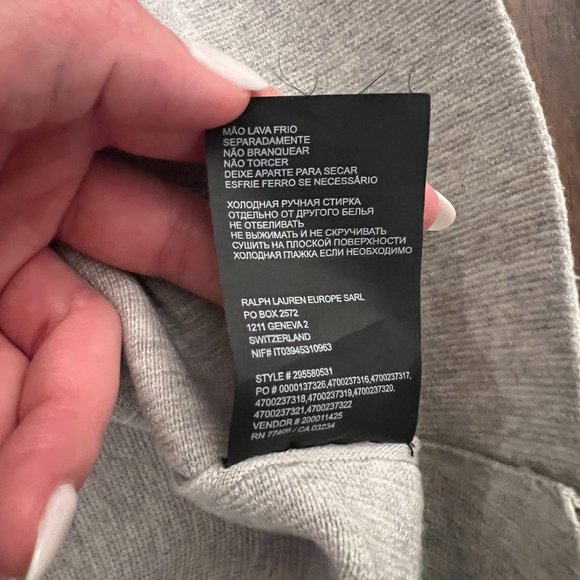 MÃO LAVA FRIO
SEPARADAMENTE
NÃO BRANQUEAR
NÃO TORCER
DEIXE APARTE PARA SECAR
ESFRIE FERRO SE NECESSÁRIO
ХОЛОДНАЯ РУЧНАЯ СТИРКА
ОТДЕЛЬНО ОТ ДРУГОГО БЕЛЬЯ
НЕ ОТБЕЛИВАТЬ
НЕ ВЫЖИМАТЬ И НЕ СКРУЧИВАТЬ
СУШИТЬ НА ПЛОСКОЙ ПОВЕРХНОСТИ
ХОЛОДНАЯ ГЛАЖКА ЕСЛИ НЕОБХОДИМО
RALPH LAUREN EUROPE SARL
PO BOX 2572
1211 GENEVA 2
SWITZERLAND
NIF# IT03945310963
STYLE # 295580531
PO # 0000137326,4700237316,4700237317,
4700237318,4700237319,4700237320,
4700237321,4700237322
VENDOR # 200011425
RN 77466 / CA 03234